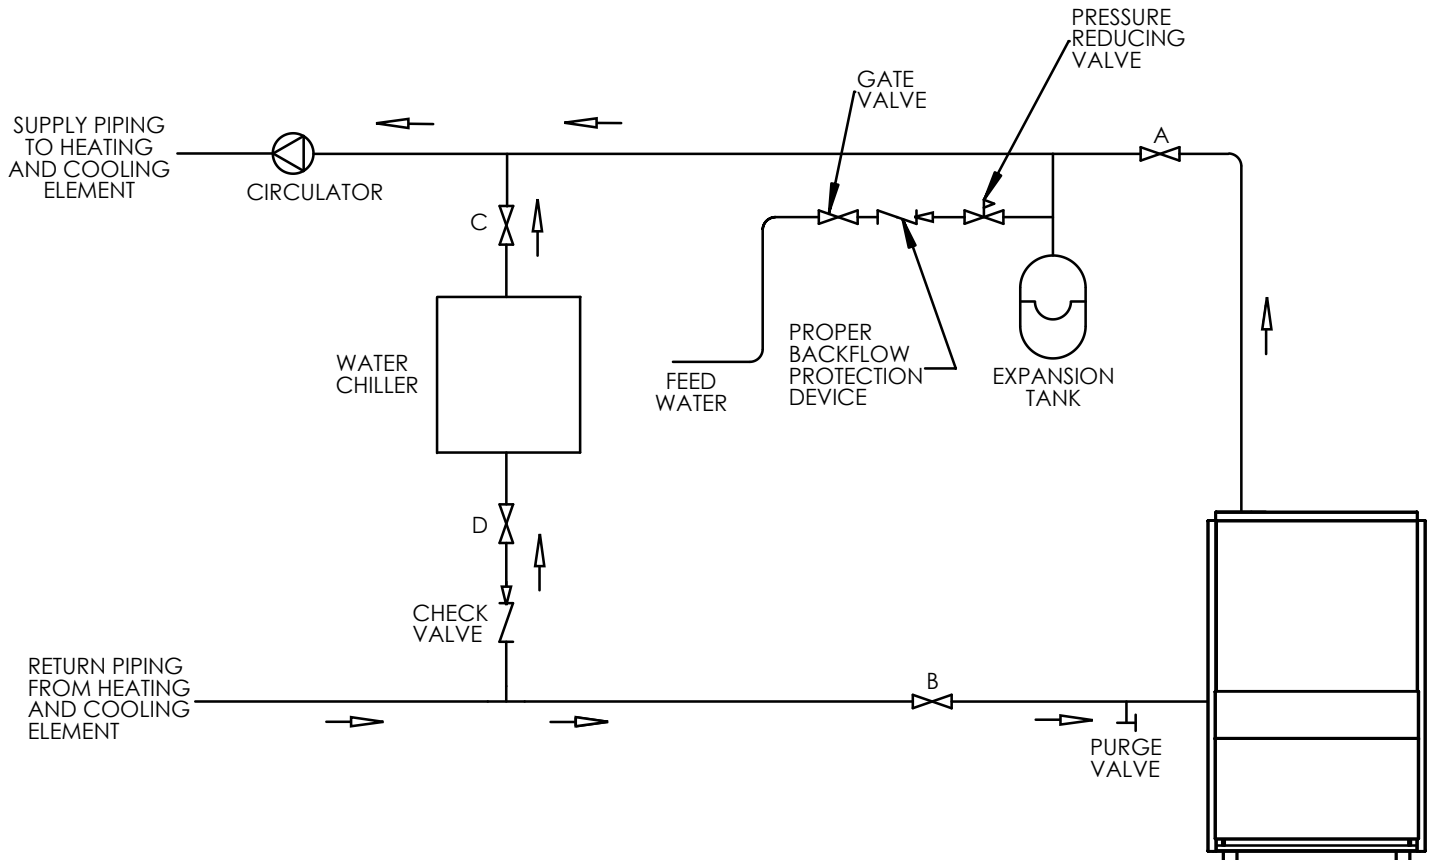 PRESSURE
REDUCING
VALVE
GATE
VALVE
SUPPLY PIPING
TO HEATING
AND COOLING
ELEMENT
CIRCULATOR
A
C
WATER
CHILLER
FEED
WATER
PROPER
BACKFLOW
PROTECTION
DEVICE
EXPANSION
TANK
D
CHECK
VALVE
RETURN PIPING
FROM HEATING
AND COOLING
ELEMENT
B
PURGE
VALVE